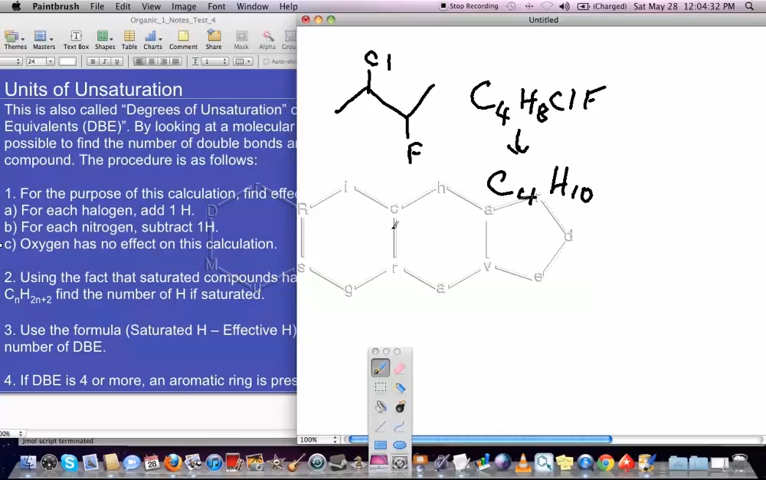 Paintbrush File Edit View Image Font Window Help Stop Recording (Charged) Sat May 28 12:04:32 PM
Organic_1_Notes_Test_4
Untitled
Themes Masters Text Box Shapes Table Charts Comment Share Mask Alpha
24 B I U 1
Units of Unsaturation
This is also called “Degrees of Unsaturation”
Equivalents (DBE)”. By looking at a molecular
possible to find the number of double bonds
compound. The procedure is as follows:
1. For the purpose of this calculation, find
a) For each halogen, add 1 H.
b) For each nitrogen, subtract 1H.
c) Oxygen has no effect on this calculation.
2. Using the fact that saturated compounds
CnH2n+2 find the number of H if saturated.
3. Use the formula (Saturated H – Effective H)
number of DBE.
4. If DBE is 4 or more, an aromatic ring is
Jmol script terminated
Cl
F
C4H8ClF
↓
C4H10
D M R s i g c r h a a v d e
100%